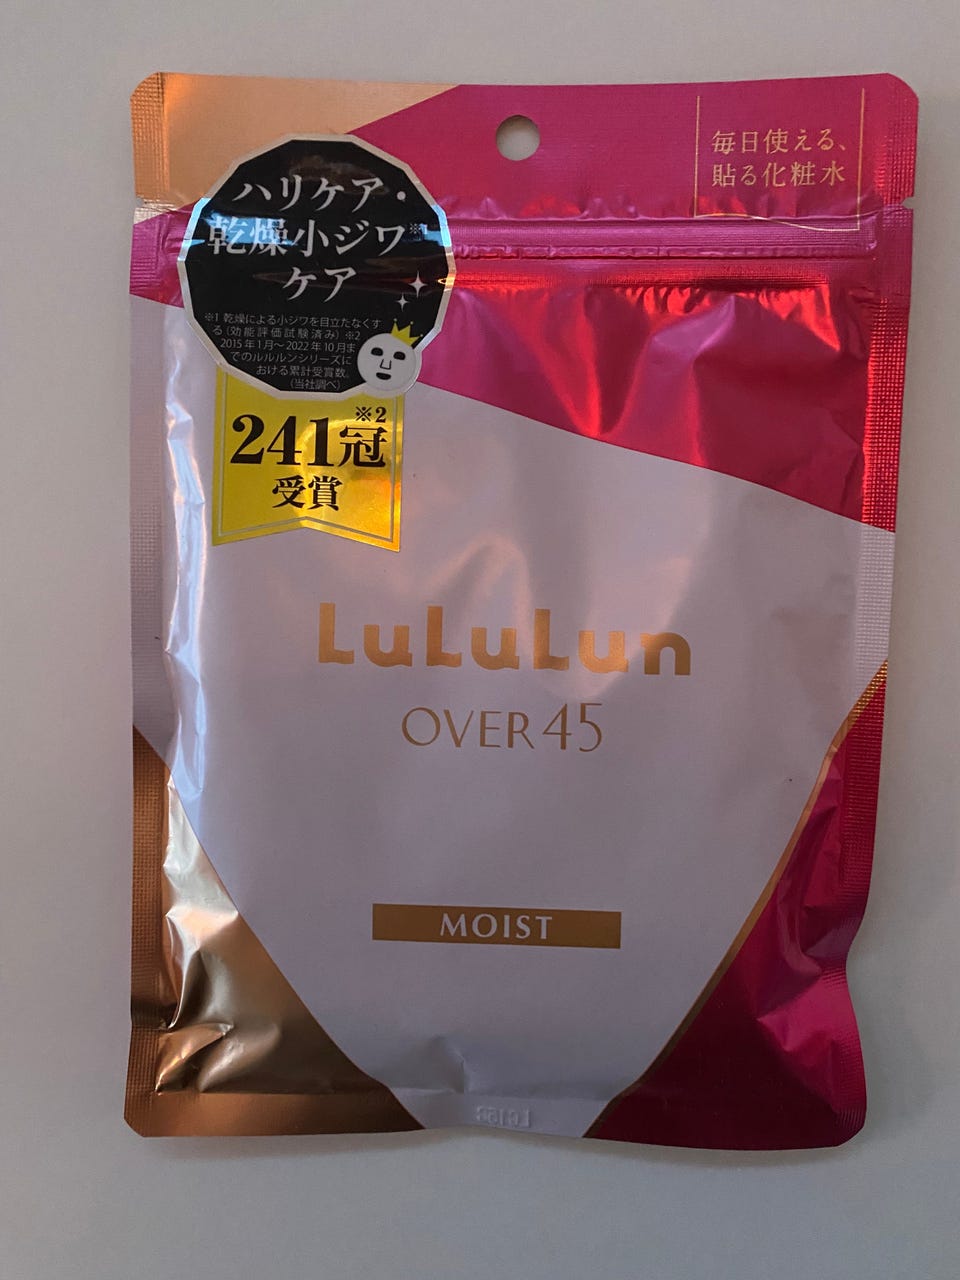 毎日使える、
貼る化粧水
ハリケア・
乾燥小ジワ※1
ケア
※1 乾燥による小ジワを目立たなくす
る（効能評価試験済み）※2
2015年1月～2022年10月ま
でのルルルンシリーズに
おける累計受賞数。
（当社調べ）
241冠※2
受賞
LuLuLun
OVER45
MOIST